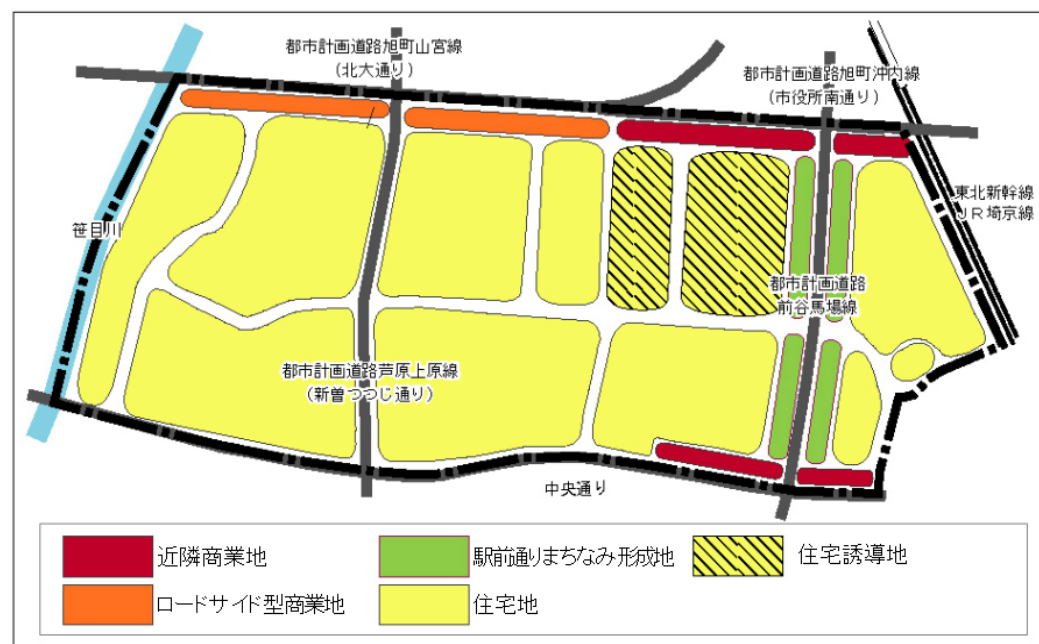 都市計画道路旭町山宮線
(北大通り)
都市計画道路旭町沖内線
(市役所南通り)
東北新幹線
JR埼京線
笹目川
都市計画道路
前谷馬場線
都市計画道路芦原上原線
(新曽つつじ通り)
中央通り
近隣商業地
駅前通りまちなみ形成地
住宅誘導地
ロードサイド型商業地
住宅地